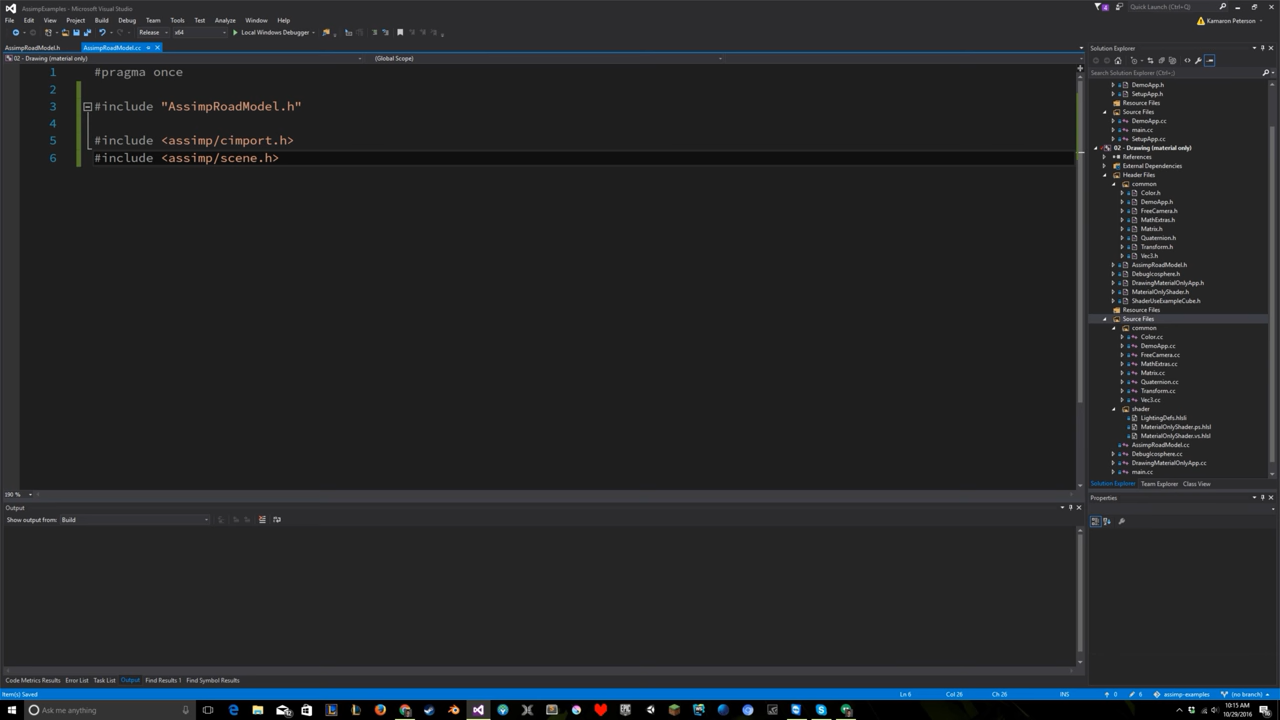 AssimpExamples - Microsoft Visual Studio
4
Quick Launch (Ctrl+;)
File Edit View Project Build Debug Team Tools Test Analyze Window Help
Kamaron Peterson
Release x64 Local Windows Debugger
AssimpRoadModel.h AssimpRoadModel.cc
02 - Drawing (material only) (Global Scope)
1 #pragma once
2
3 #include "AssimpRoadModel.h"
4
5 #include <assimp/cimport.h>
6 #include <assimp/scene.h>
190 %
Solution Explorer
Search Solution Explorer (Ctrl+;)
DemoApp.h
SetupApp.h
Resource Files
Source Files
DemoApp.cc
main.cc
SetupApp.cc
02 - Drawing (material only)
References
External Dependencies
Header Files
common
Color.h
DemoApp.h
FreeCamera.h
MathExtras.h
Matrix.h
Quaternion.h
Transform.h
Vec3.h
AssimpRoadModel.h
DebugIcosphere.h
DrawingMaterialOnlyApp.h
MaterialOnlyShader.h
ShaderUseExampleCube.h
Resource Files
Source Files
common
Color.cc
DemoApp.cc
FreeCamera.cc
MathExtras.cc
Matrix.cc
Quaternion.cc
Transform.cc
Vec3.cc
shader
LightingDefs.hlsli
MaterialOnlyShader.ps.hlsl
MaterialOnlyShader.vs.hlsl
AssimpRoadModel.cc
DebugIcosphere.cc
DrawingMaterialOnlyApp.cc
main.cc
Solution Explorer Team Explorer Class View
Properties
Output
Show output from: Build
Code Metrics Results Error List Task List Output Find Results 1 Find Symbol Results
Item(s) Saved Ln 6 Col 26 Ch 26 INS 0 6 assimp-examples (no branch)
Ask me anything
10:15 AM
10/29/2016